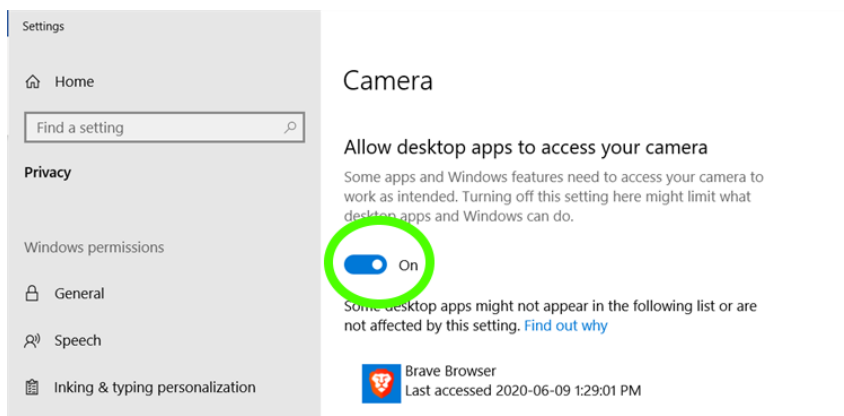 Settings
Home
Find a setting
Privacy
Windows permissions
General
Speech
Inking & typing personalization
Camera
Allow desktop apps to access your camera
Some apps and Windows features need to access your camera to
work as intended. Turning off this setting here might limit what
desktop apps and Windows can do.
On
Some desktop apps might not appear in the following list or are
not affected by this setting. Find out why
Brave Browser
Last accessed 2020-06-09 1:29:01 PM